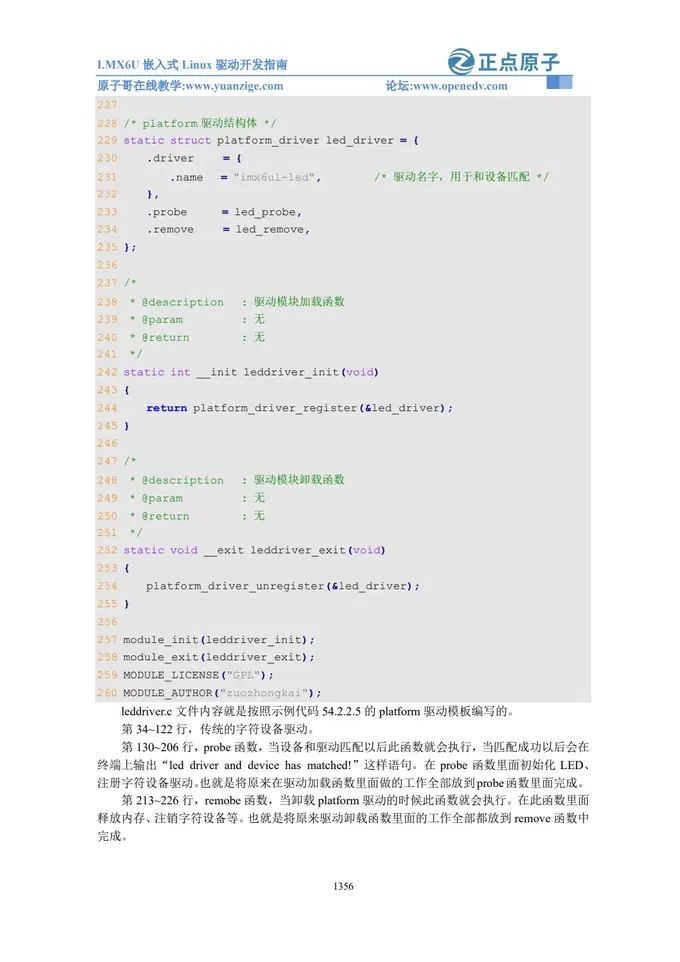 I.MX6U 嵌入式 Linux 驱动开发指南
正点原子
原子哥在线教学:www.yuanzige.com 论坛:www.openedv.com
227
228 /* platform 驱动结构体 */
229 static struct platform_driver led_driver = {
230 .driver = {
231 .name = "imx6ul-led", /* 驱动名字，用于和设备匹配 */
232 },
233 .probe = led_probe,
234 .remove = led_remove,
235 };
236
237 /*
238 * @description : 驱动模块加载函数
239 * @param : 无
240 * @return : 无
241 */
242 static int __init leddriver_init(void)
243 {
244 return platform_driver_register(&led_driver);
245 }
246
247 /*
248 * @description : 驱动模块卸载函数
249 * @param : 无
250 * @return : 无
251 */
252 static void __exit leddriver_exit(void)
253 {
254 platform_driver_unregister(&led_driver);
255 }
256
257 module_init(leddriver_init);
258 module_exit(leddriver_exit);
259 MODULE_LICENSE("GPL");
260 MODULE_AUTHOR("zuozhongkai");
leddriver.c 文件内容就是按照示例代码 54.2.2.5 的 platform 驱动模板编写的。
第 34~122 行，传统的字符设备驱动。
第 130~206 行，probe 函数，当设备和驱动匹配以后此函数就会执行，当匹配成功以后会在
终端上输出“led driver and device has matched!”这样语句。在 probe 函数里面初始化 LED、
注册字符设备驱动。也就是将原来在驱动加载函数里面做的工作全部放到 probe 函数里面完成。
第 213~226 行，remobe 函数，当卸载 platform 驱动的时候此函数就会执行。在此函数里面
释放内存、注销字符设备等。也就是将原来驱动卸载函数里面的工作全部都放到 remove 函数中
完成。
1356